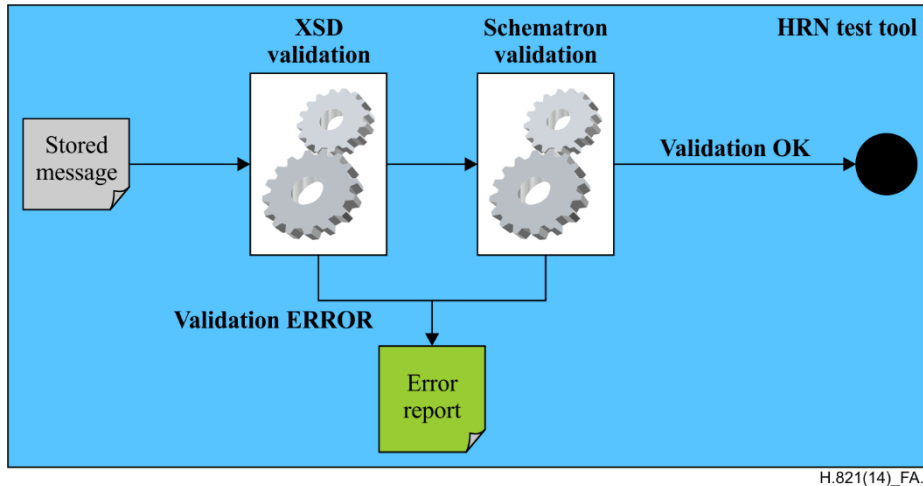 XSD
validation
Schematron
validation
HRN test tool
Stored
message
Validation OK
Validation ERROR
Error
report
H.821(14)_FA.